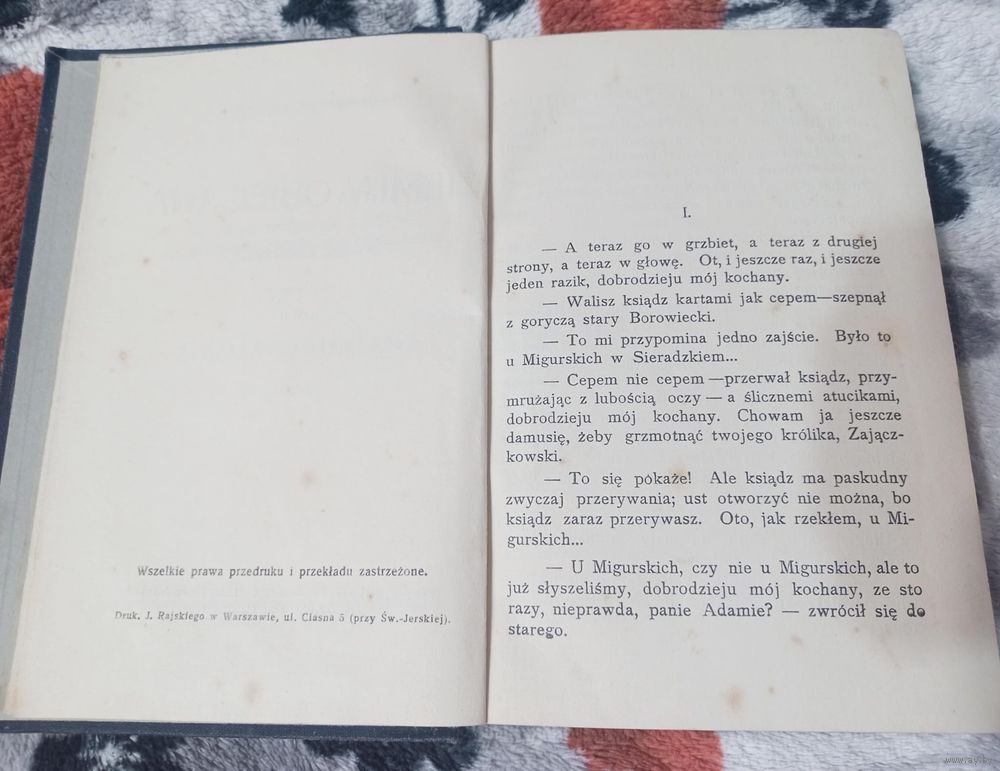 Wszelkie prawa przedruku i przekładu zastrzeżone.
Druk. J. Rajskiego w Warszawie, ul. Ciasna 5 (przy Św.-Jerskiej).
I.
— A teraz go w grzbiet, a teraz z drugiej
strony, a teraz w głowę. Ot, i jeszcze raz, i jeszcze
jeden razik, dobrodzieju mój kochany.
— Walisz ksiądz kartami jak cepem—szepnął
z goryczą stary Borowiecki.
— To mi przypomina jedno zajście. Było to
u Migurskich w Sieradzkiem...
— Cepem nie cepem—przerwał ksiądz, przy-
mrużając z lubością oczy — a ślicznemi atucikami,
dobrodzieju mój kochany. Chowam ja jeszcze
damusię, żeby grzmotnąć twojego królika, Zającz-
kowski.
— To się pokaże! Ale ksiądz ma paskudny
zwyczaj przerywania; ust otworzyć nie można, bo
ksiądz zaraz przerywasz. Oto, jak rzekłem, u Mi-
gurskich...
— U Migurskich, czy nie u Migurskich, ale to
już słyszeliśmy, dobrodzieju mój kochany, ze sto
razy, nieprawda, panie Adamie? — zwrócił się do
starego.
www.ay.by